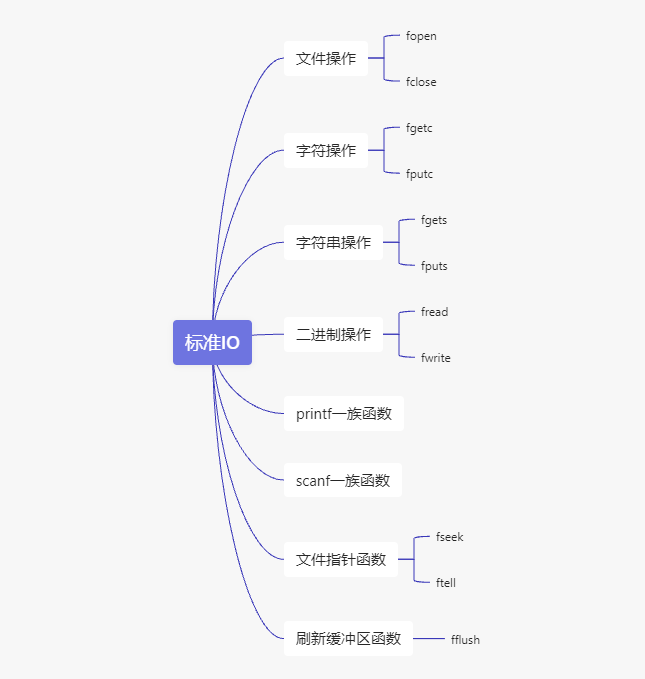 标准IO
文件操作
fopen
fclose
字符操作
fgetc
fputc
字符串操作
fgets
fputs
二进制操作
fread
fwrite
printf一族函数
scanf一族函数
文件指针函数
fseek
ftell
刷新缓冲区函数
fflush